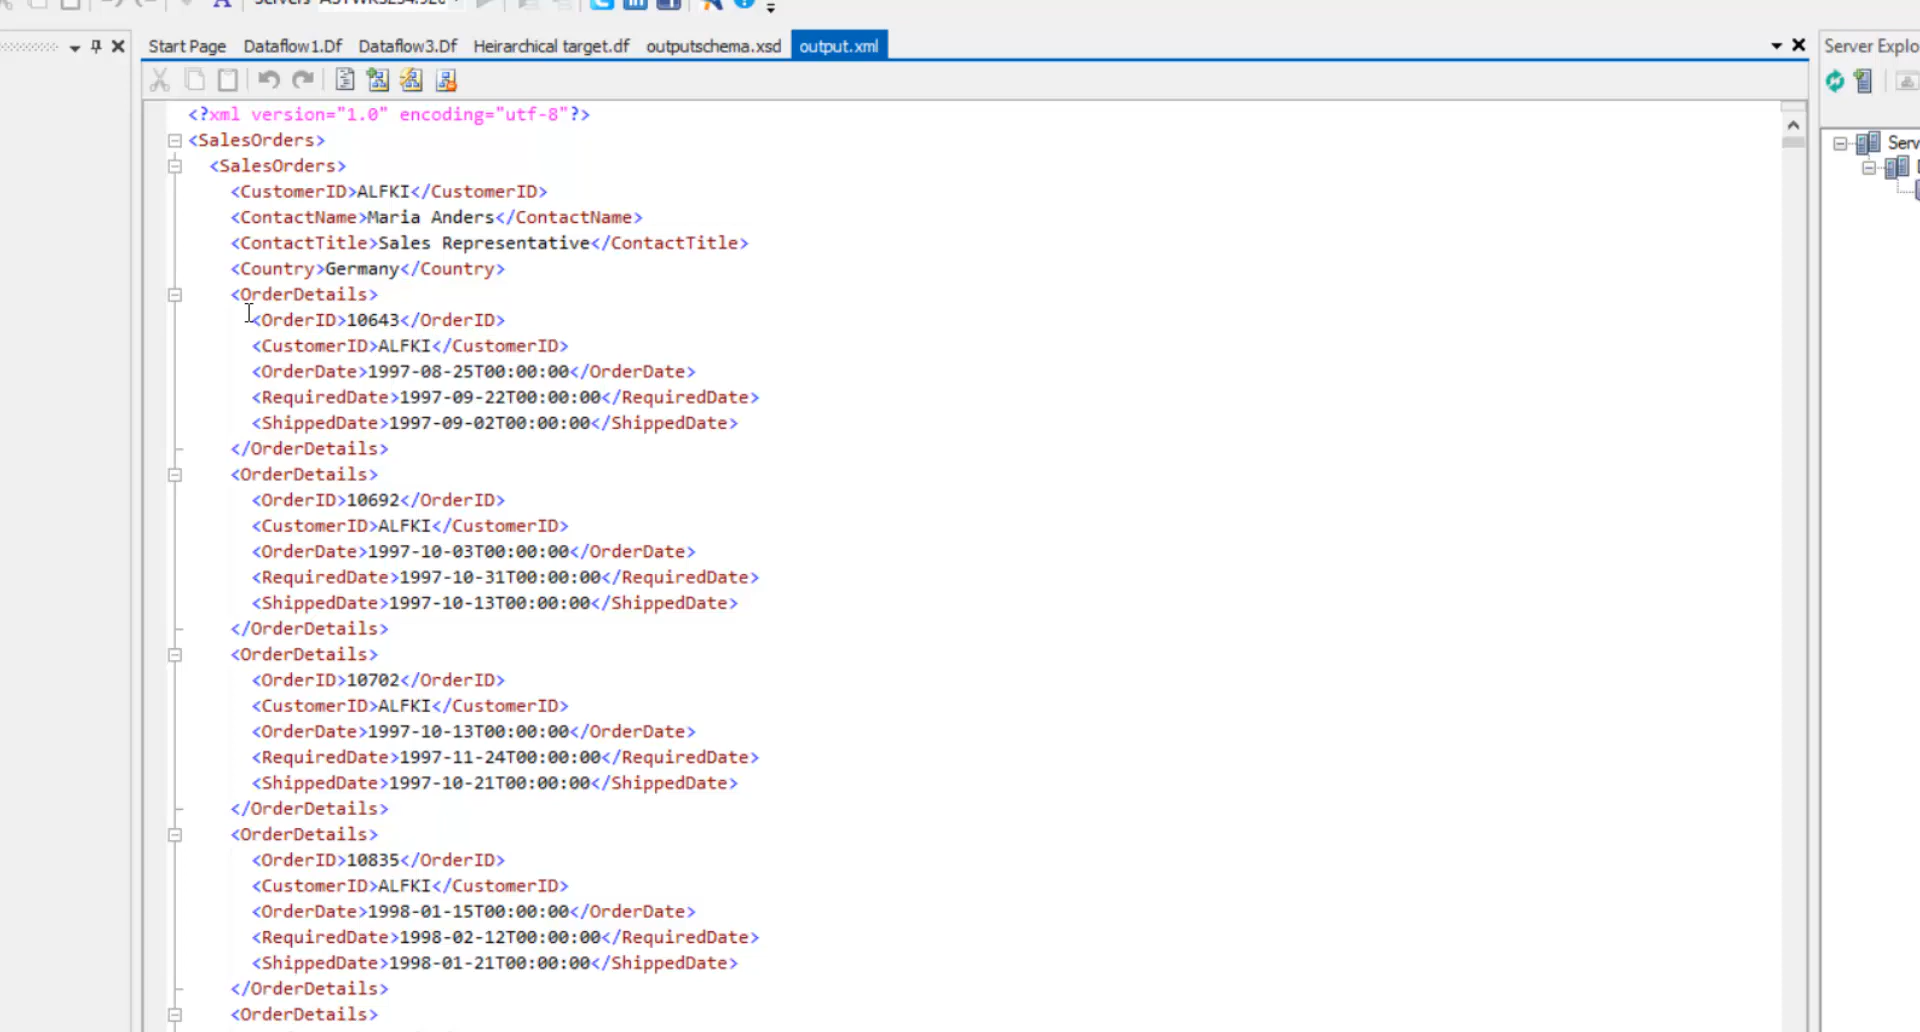 Start Page Dataflow1.Df Dataflow3.Df Heirarchical target.df outputschema.xsd output.xml
Server Explo
<?xml version="1.0" encoding="utf-8"?>
<SalesOrders>
<SalesOrders>
<CustomerID>ALFKI</CustomerID>
<ContactName>Maria Anders</ContactName>
<ContactTitle>Sales Representative</ContactTitle>
<Country>Germany</Country>
<OrderDetails>
<OrderID>10643</OrderID>
<CustomerID>ALFKI</CustomerID>
<OrderDate>1997-08-25T00:00:00</OrderDate>
<RequiredDate>1997-09-22T00:00:00</RequiredDate>
<ShippedDate>1997-09-02T00:00:00</ShippedDate>
</OrderDetails>
<OrderDetails>
<OrderID>10692</OrderID>
<CustomerID>ALFKI</CustomerID>
<OrderDate>1997-10-03T00:00:00</OrderDate>
<RequiredDate>1997-10-31T00:00:00</RequiredDate>
<ShippedDate>1997-10-13T00:00:00</ShippedDate>
</OrderDetails>
<OrderDetails>
<OrderID>10702</OrderID>
<CustomerID>ALFKI</CustomerID>
<OrderDate>1997-10-13T00:00:00</OrderDate>
<RequiredDate>1997-11-24T00:00:00</RequiredDate>
<ShippedDate>1997-10-21T00:00:00</ShippedDate>
</OrderDetails>
<OrderDetails>
<OrderID>10835</OrderID>
<CustomerID>ALFKI</CustomerID>
<OrderDate>1998-01-15T00:00:00</OrderDate>
<RequiredDate>1998-02-12T00:00:00</RequiredDate>
<ShippedDate>1998-01-21T00:00:00</ShippedDate>
</OrderDetails>
<OrderDetails>
Serv